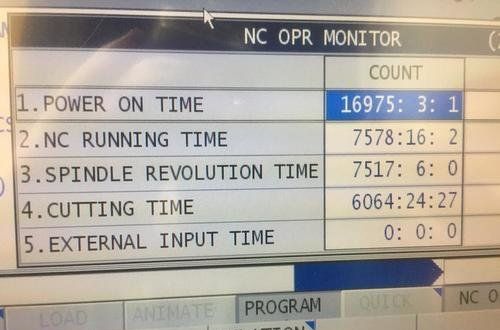 NC OPR MONITOR
COUNT
1.POWER ON TIME 16975: 3: 1
2.NC RUNNING TIME 7578:16: 2
3.SPINDLE REVOLUTION TIME 7517: 6: 0
4.CUTTING TIME 6064:24:27
5.EXTERNAL INPUT TIME 0: 0: 0
LOAD ANIMATE PROGRAM QUICK NC O